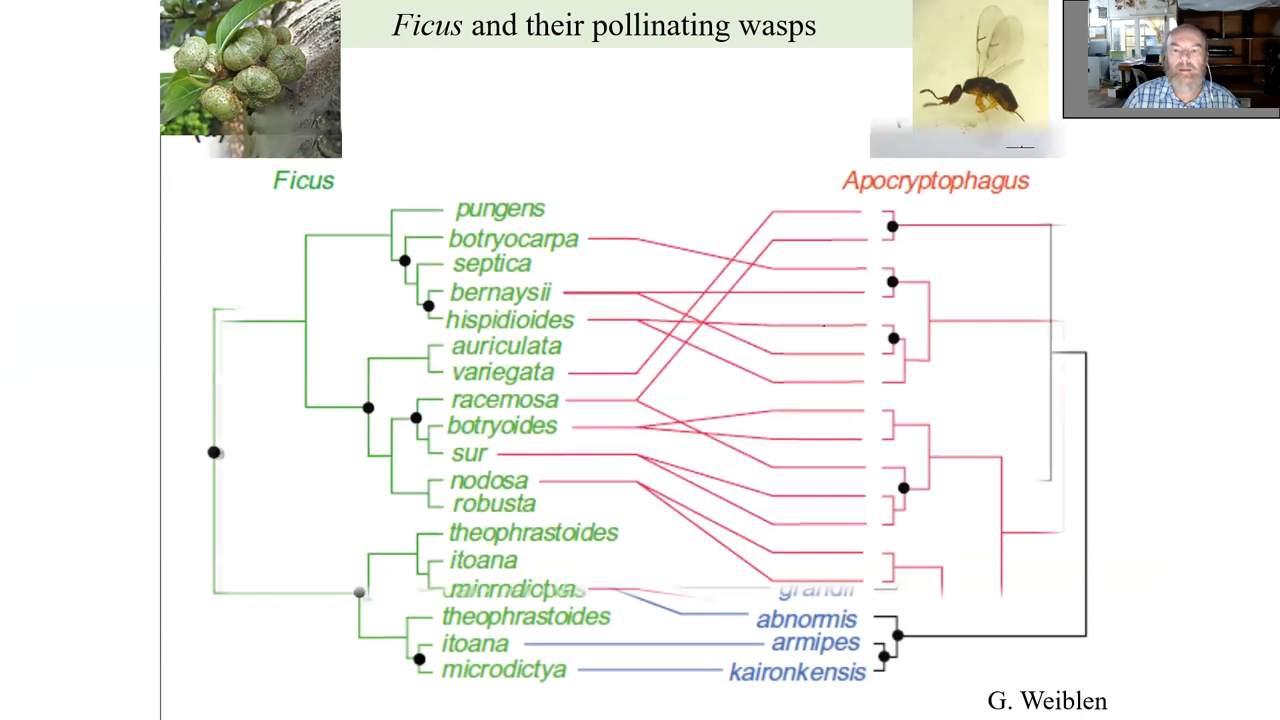 Ficus and their pollinating wasps
Ficus
Apocryptophagus
pungens
botryocarpa
septica
bernaysii
hispidioides
auriculata
variegata
racemosa
botryoides
sur
nodosa
robusta
theophrastoides
itoana
grandii
theophrastoides
abnormis
itoana
armipes
microdictya
kaironkensis
G. Weiblen